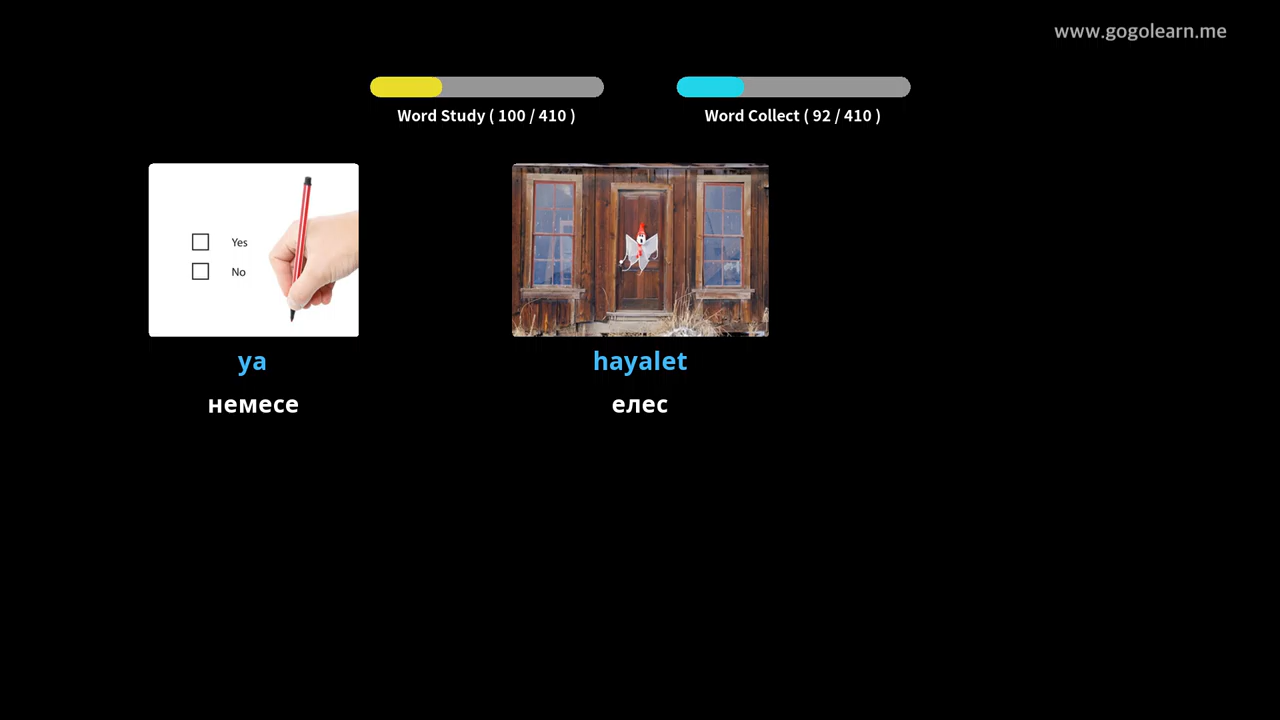 www.gogolearn.me
Word Study ( 100 / 410 )
Word Collect ( 92 / 410 )
Yes
No
ya
hayalet
немесе
елес